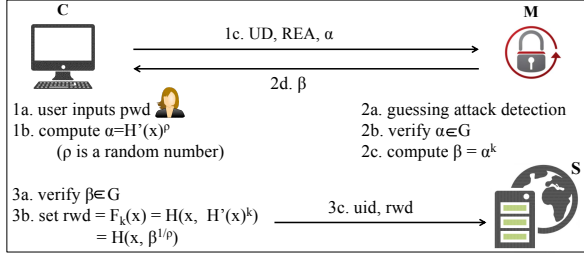 C
M
1c. UD, REA, α
2d. β
1a. user inputs pwd
1b. compute α=H’(x)^ρ
(ρ is a random number)
2a. guessing attack detection
2b. verify α∈G
2c. compute β = α^k
S
3a. verify β∈G
3b. set rwd = F_k(x) = H(x, H’(x)^k)
= H(x, β^1/ρ)
3c. uid, rwd